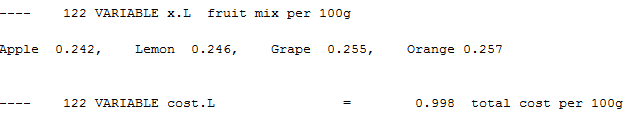 ---- 122 VARIABLE x.L fruit mix per 100g
Apple 0.242, Lemon 0.246, Grape 0.255, Orange 0.257
---- 122 VARIABLE cost.L = 0.998 total cost per 100g